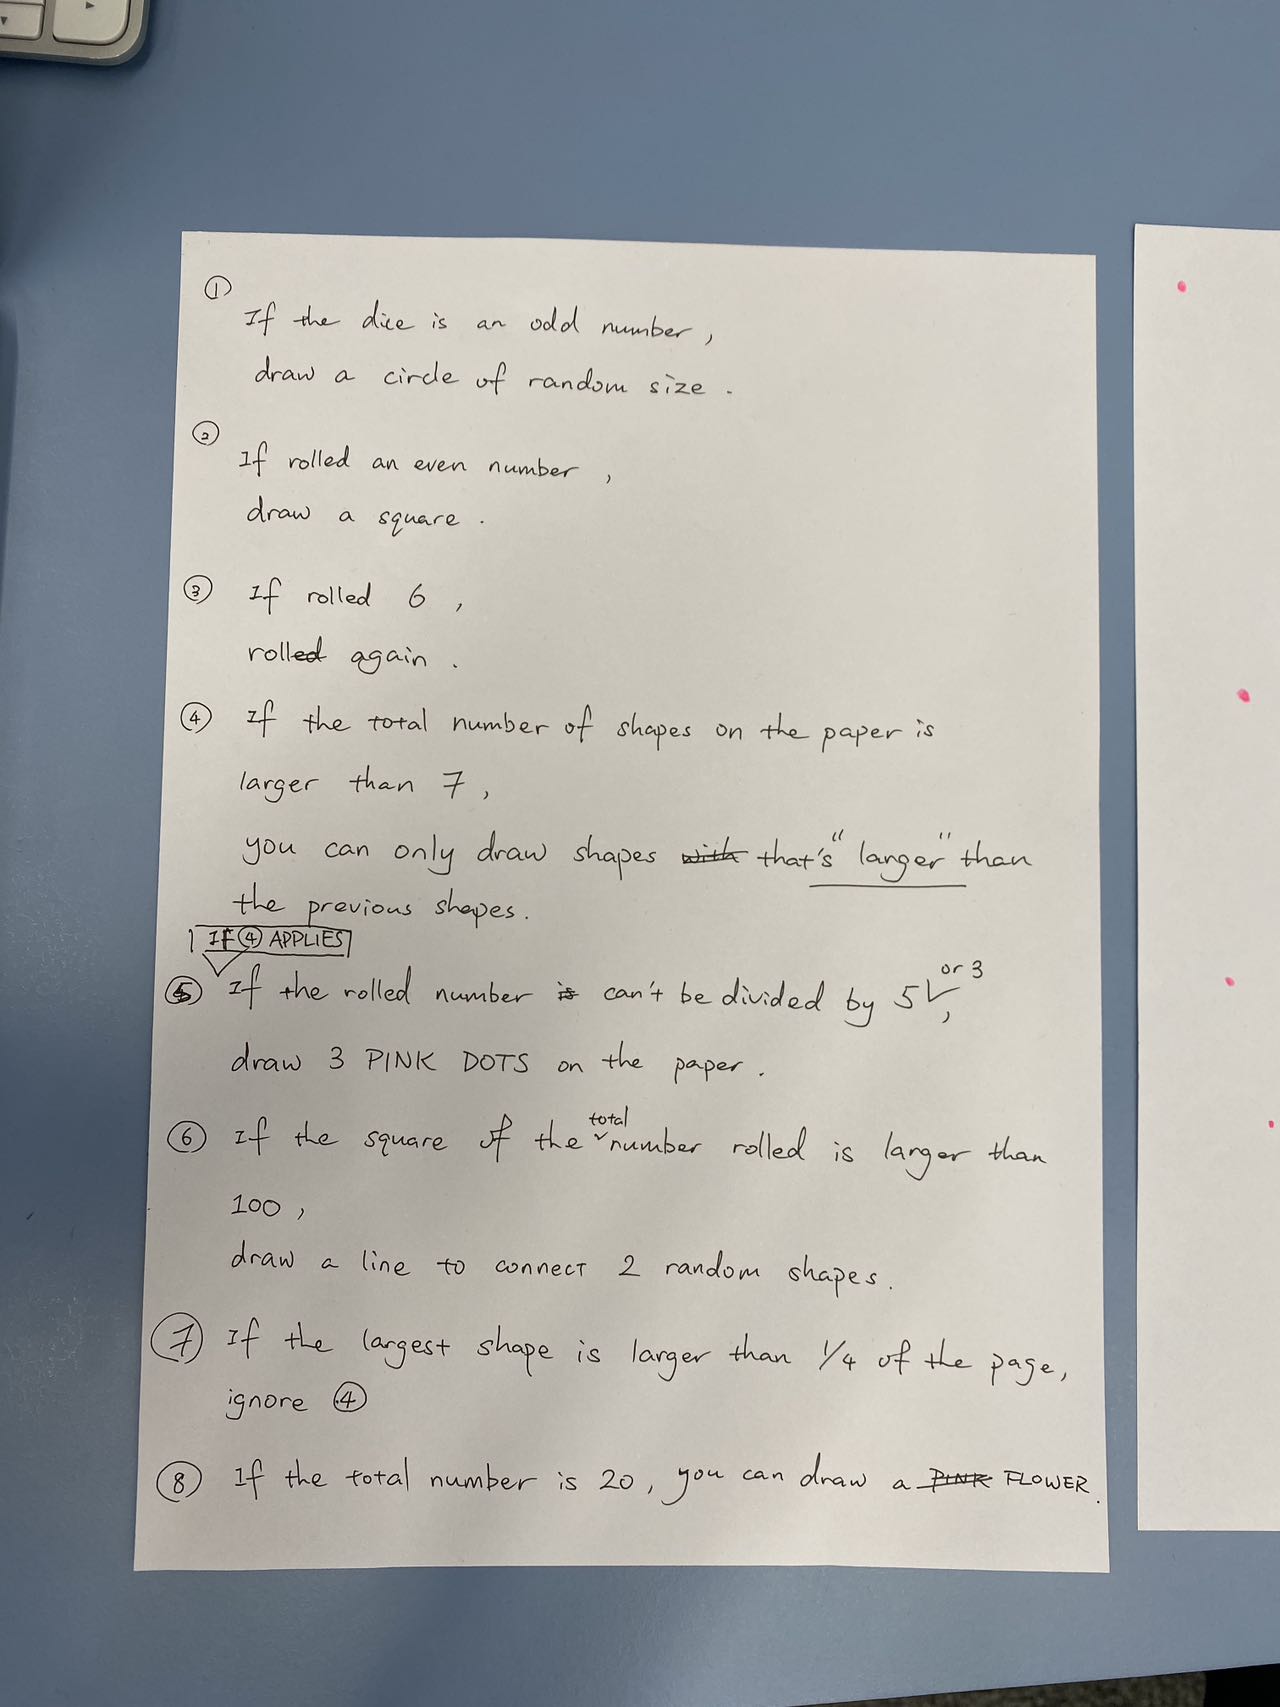 ①
If the dice is an odd number,
draw a circle of random size.
②
If rolled an even number,
draw a square.
③ If rolled 6,
roll again.
④ If the total number of shapes on the paper is
larger than 7,
you can only draw shapes that's "larger" than
the previous shapes.
IF ④ APPLIES
⑤ If the rolled number can't be divided by 5 or 3,
draw 3 PINK DOTS on the paper.
⑥ If the square of the total number rolled is larger than
100,
draw a line to connect 2 random shapes.
⑦ If the largest shape is larger than 1/4 of the page,
ignore ④
⑧ If the total number is 20, you can draw a FLOWER.